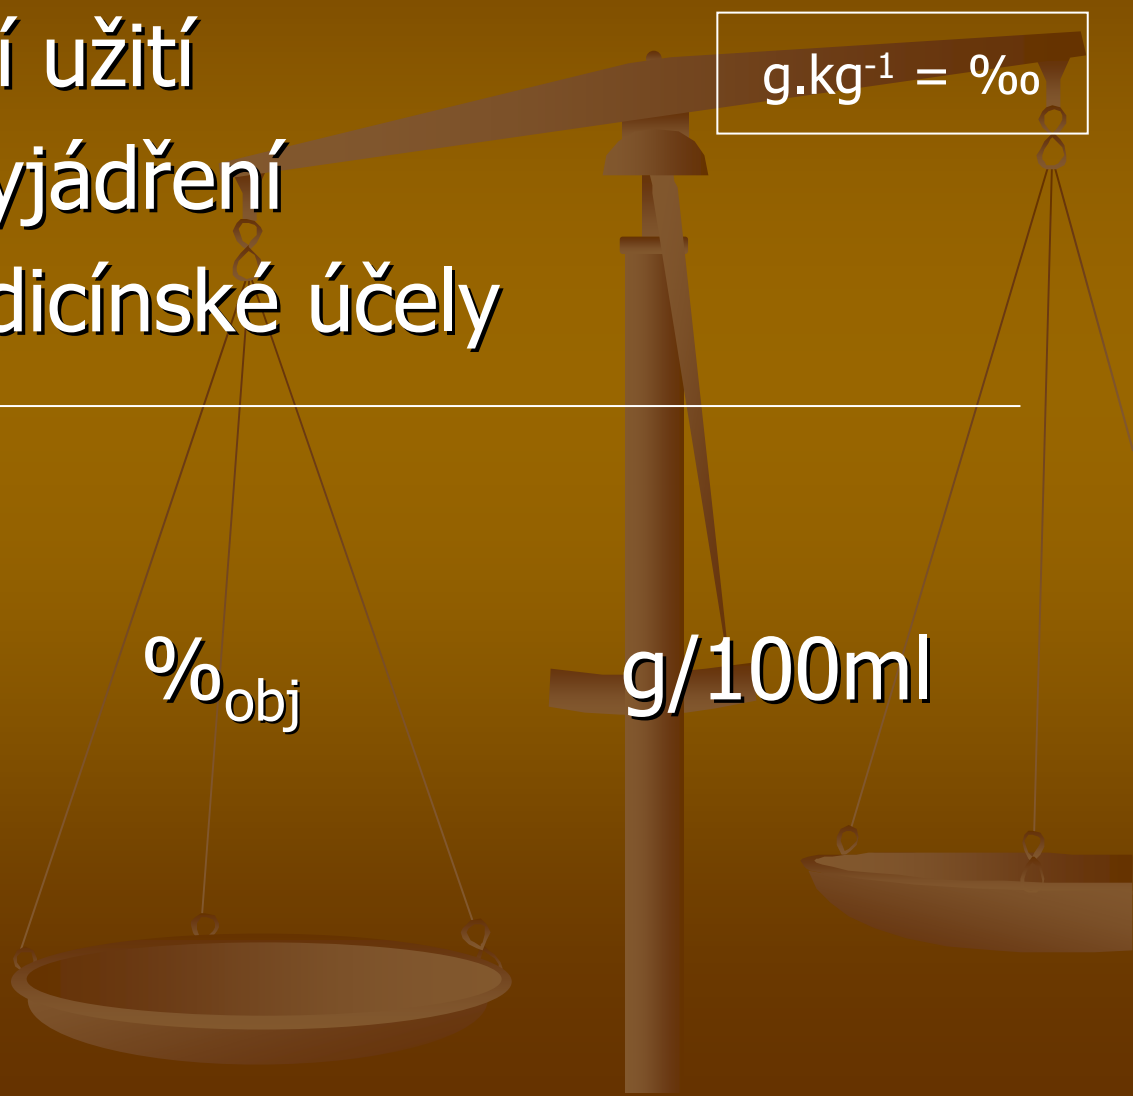 í užití
g.kg⁻¹ = ‰
yjádření
dicínské účely
%obj
g/100ml